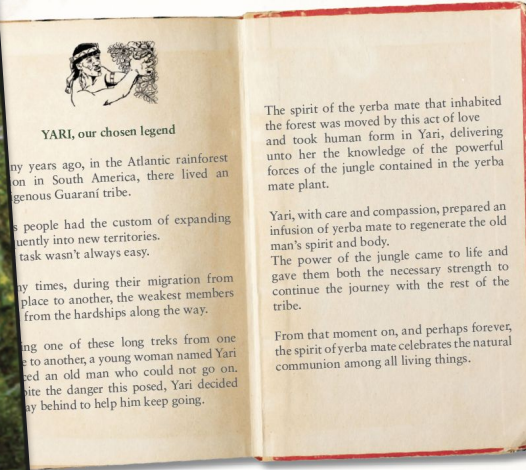 YARI, our chosen legend
ny years ago, in the Atlantic rainforest
on in South America, there lived an
igenous Guaraní tribe.
s people had the custom of expanding
uently into new territories.
task wasn't always easy.
ny times, during their migration from
place to another, the weakest members
from the hardships along the way.
ing one of these long treks from one
e to another, a young woman named Yari
ced an old man who could not go on.
pite the danger this posed, Yari decided
ay behind to help him keep going.
The spirit of the yerba mate that inhabited
the forest was moved by this act of love
and took human form in Yari, delivering
unto her the knowledge of the powerful
forces of the jungle contained in the yerba
mate plant.
Yari, with care and compassion, prepared an
infusion of yerba mate to regenerate the old
man's spirit and body.
The power of the jungle came to life and
gave them both the necessary strength to
continue the journey with the rest of the
tribe.
From that moment on, and perhaps forever,
the spirit of yerba mate celebrates the natural
communion among all living things.